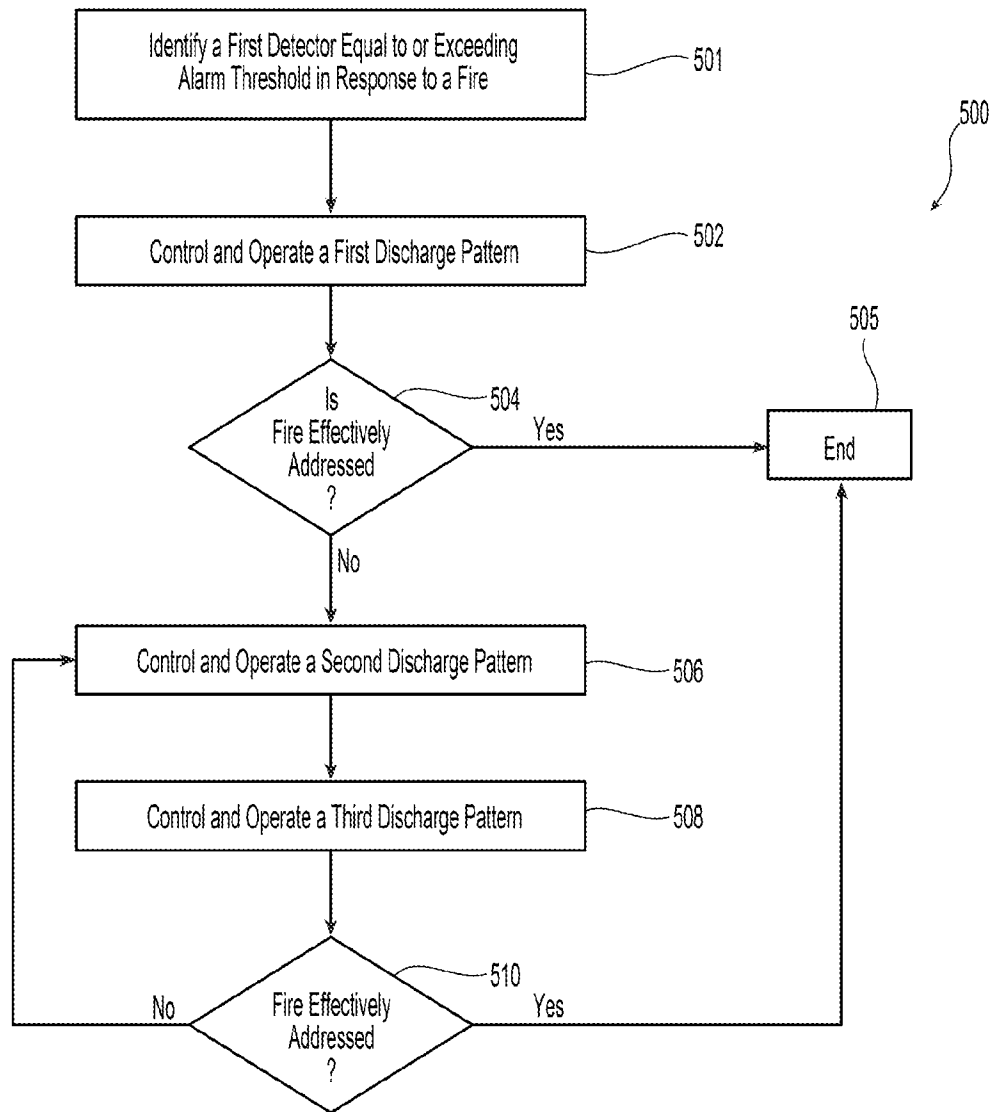 Identify a First Detector Equal to or Exceeding
Alarm Threshold in Response to a Fire
501
500
Control and Operate a First Discharge Pattern
502
505
Is
Fire Effectively
Addressed
?
504
Yes
End
No
Control and Operate a Second Discharge Pattern
506
Control and Operate a Third Discharge Pattern
508
510
No
Fire Effectively
Addressed
?
Yes